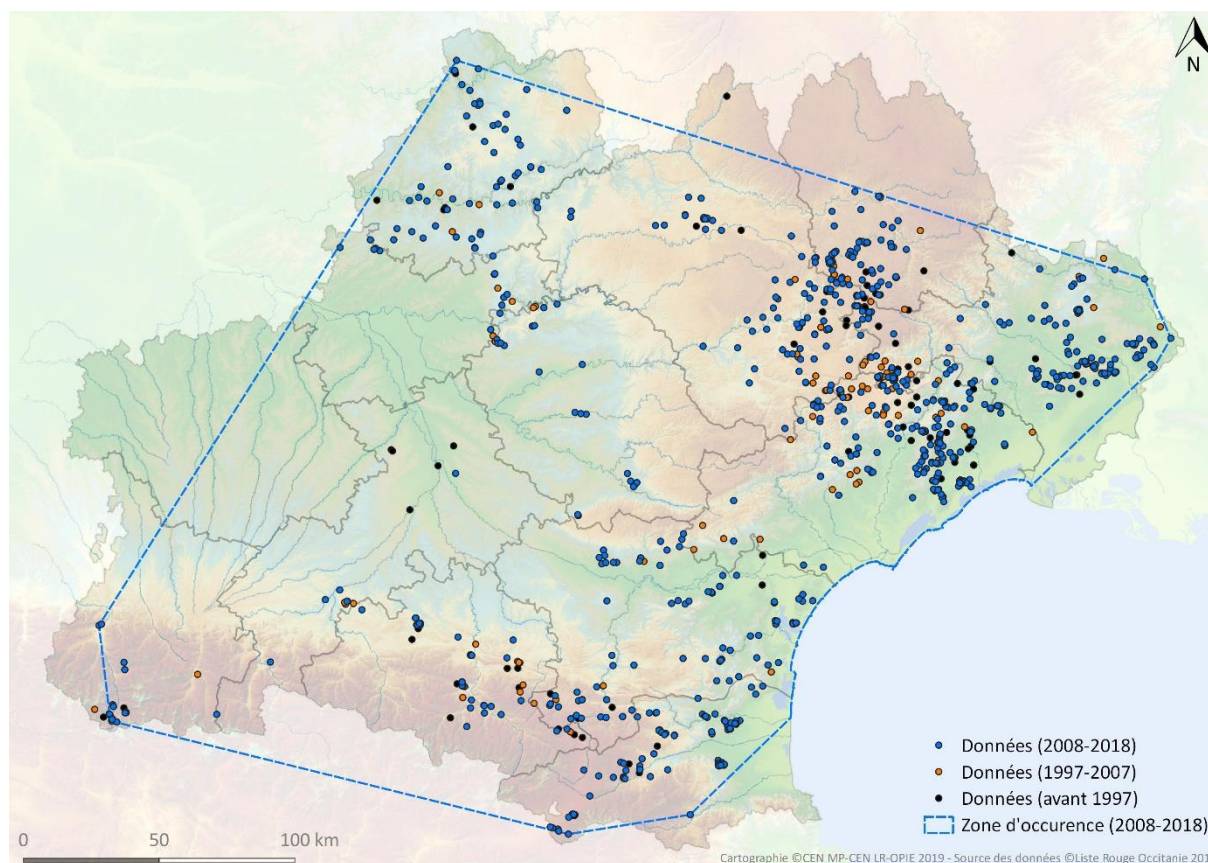 N
Données (2008-2018)
Données (1997-2007)
Données (avant 1997)
Zone d'occurence (2008-2018)
0 50 100 km
Cartographie ©CEN MP-CEN LR-OPIE 2019 - Source des données ©Liste Rouge Occitanie 201